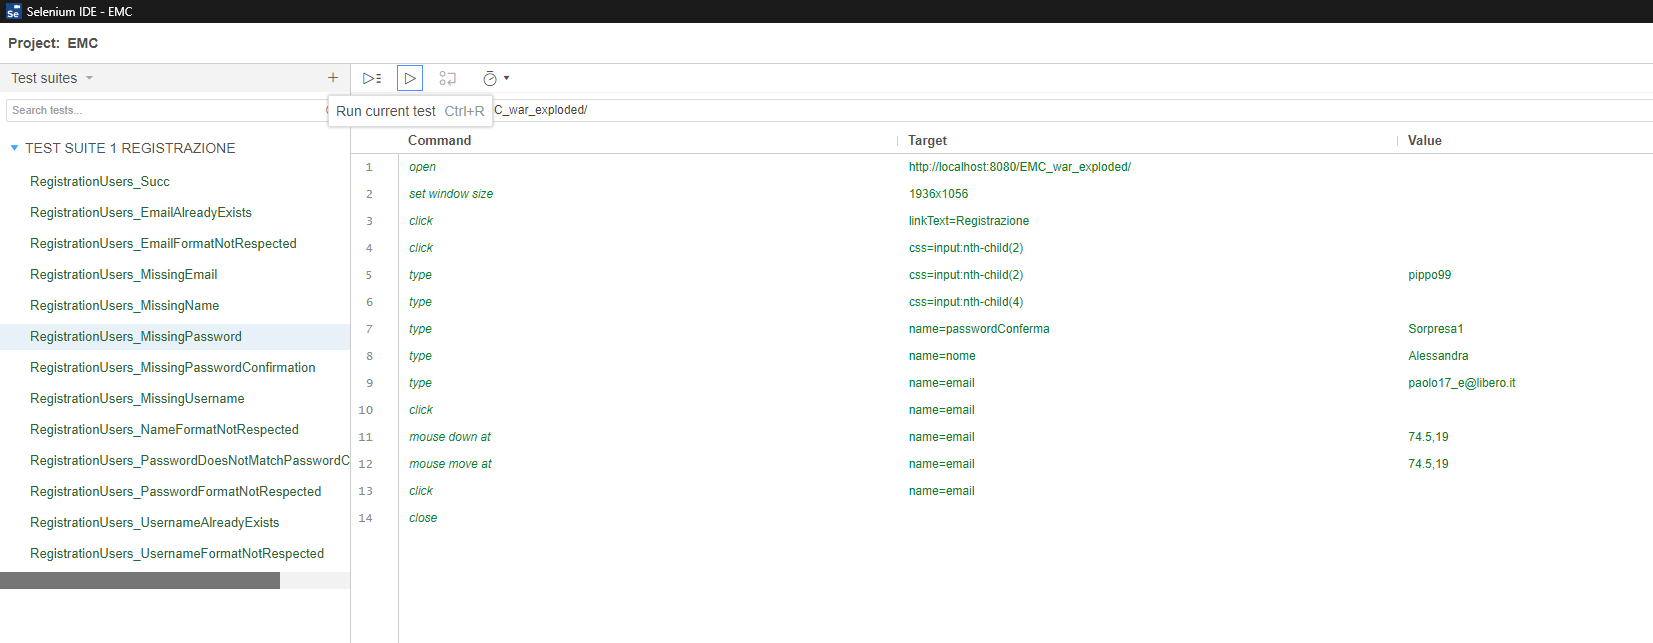 Selenium IDE - EMC
Project: EMC
Test suites
Search tests...
Run current test Ctrl+R
C_war_exploded/
TEST SUITE 1 REGISTRAZIONE
RegistrationUsers_Succ
RegistrationUsers_EmailAlreadyExists
RegistrationUsers_EmailFormatNotRespected
RegistrationUsers_MissingEmail
RegistrationUsers_MissingName
RegistrationUsers_MissingPassword
RegistrationUsers_MissingPasswordConfirmation
RegistrationUsers_MissingUsername
RegistrationUsers_NameFormatNotRespected
RegistrationUsers_PasswordDoesNotMatchPasswordC
RegistrationUsers_PasswordFormatNotRespected
RegistrationUsers_UsernameAlreadyExists
RegistrationUsers_UsernameFormatNotRespected
Command Target Value
1 open http://localhost:8080/EMC_war_exploded/
2 set window size 1936x1056
3 click linkText=Registrazione
4 click css=input:nth-child(2)
5 type css=input:nth-child(2) pippo99
6 type css=input:nth-child(4)
7 type name=passwordConferma Sorpresa1
8 type name=nome Alessandra
9 type name=email paolo17_e@libero.it
10 click name=email
11 mouse down at name=email 74.5,19
12 mouse move at name=email 74.5,19
13 click name=email
14 close